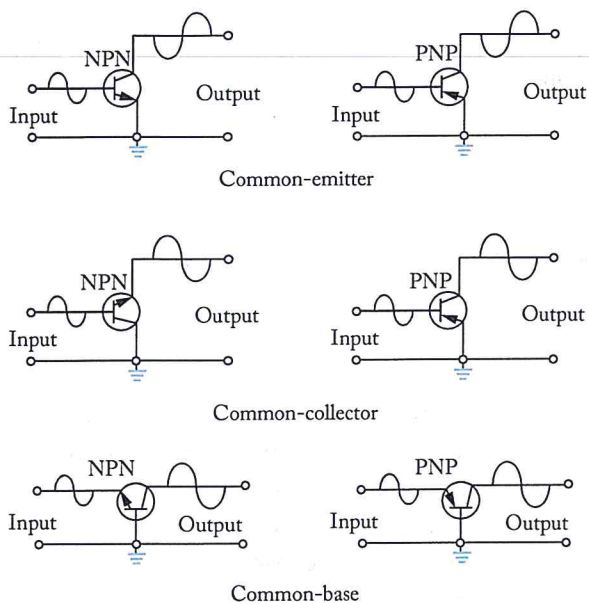 NPN
PNP
Output
Output
Input
Input
Common-emitter
NPN
PNP
Output
Output
Input
Input
Common-collector
NPN
PNP
Input
Output
Input
Output
Common-base